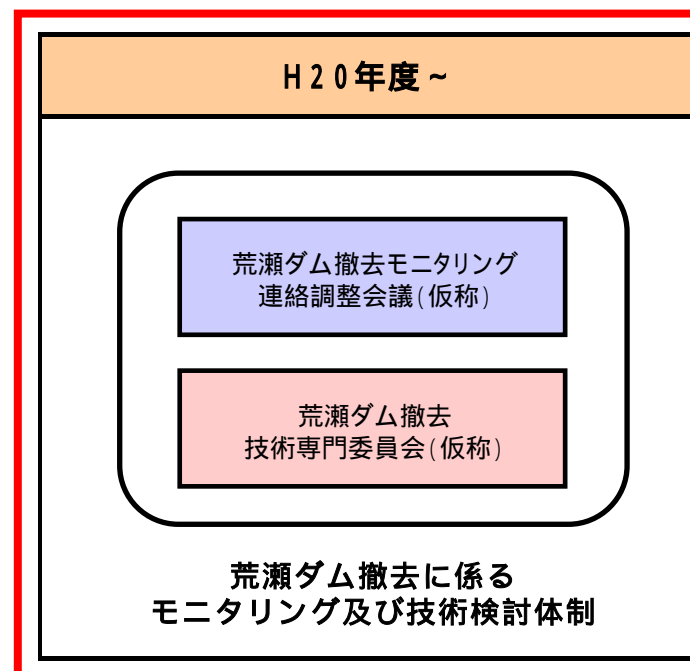 H20年度~
荒瀬ダム撤去モニタリング
連絡調整会議(仮称)
荒瀬ダム撤去
技術専門委員会(仮称)
荒瀬ダム撤去に係る
モニタリング及び技術検討体制